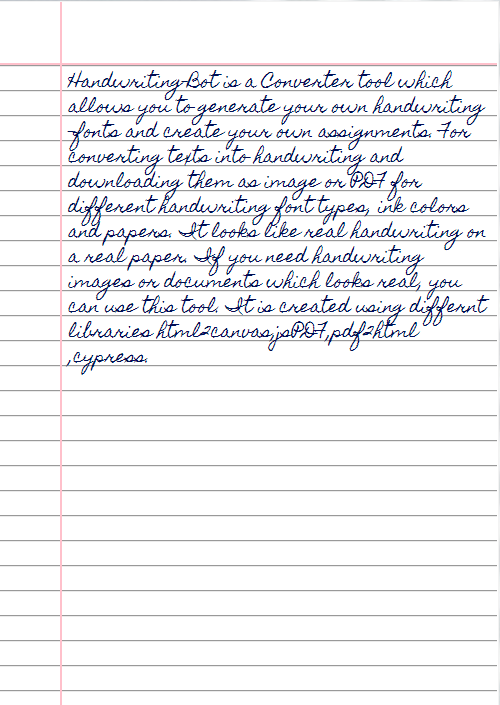 Handwriting-Bot is a Converter tool which
allows you to generate your own handwriting
fonts and create your own assignments. For
converting texts into handwriting and
downloading them as image or PDF for
different handwriting font types, ink colors
and papers. It looks like real handwriting on
a real paper. If you need handwriting
images or documents which looks real, you
can use this tool. It is created using differnt
libraries html2canvas,jsPDF,pdf2html
,cypress.